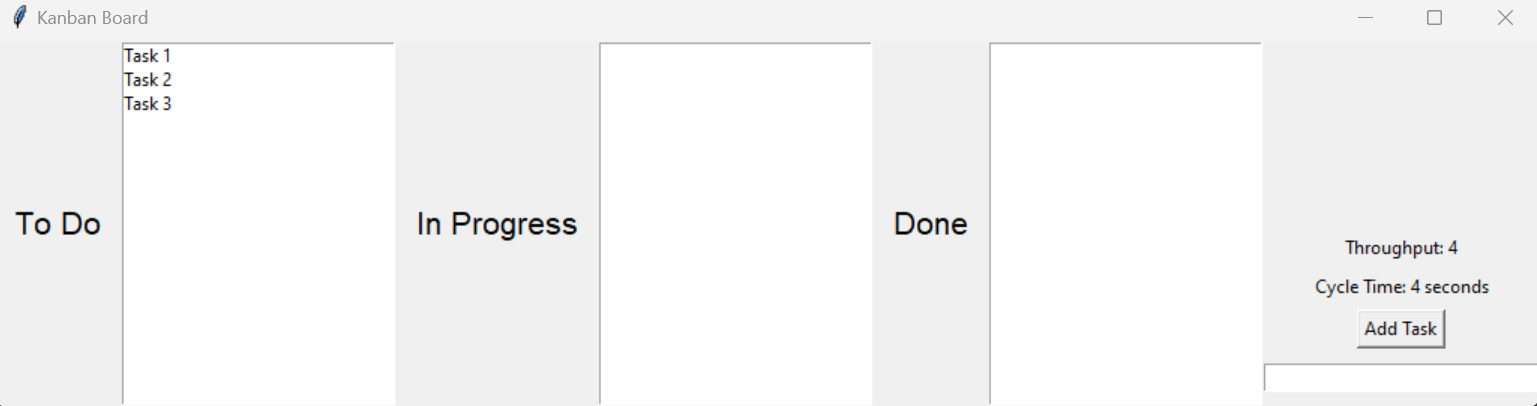 Kanban Board
To Do
Task 1
Task 2
Task 3
In Progress
Done
Throughput: 4
Cycle Time: 4 seconds
Add Task